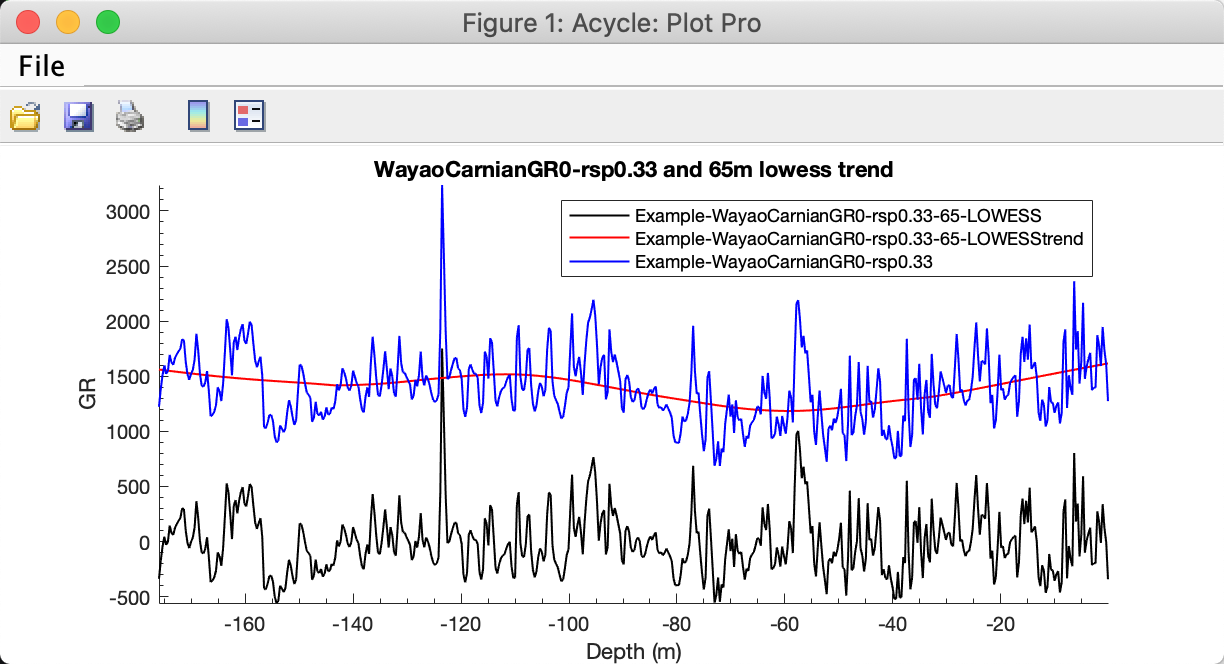 Figure 1: Acycle: Plot Pro
File
WayaoCarnianGR0-rsp0.33 and 65m lowess trend
Example-WayaoCarnianGR0-rsp0.33-65-LOWESS
Example-WayaoCarnianGR0-rsp0.33-65-LOWESStrend
Example-WayaoCarnianGR0-rsp0.33
3000
2500
2000
1500
1000
500
0
-500
GR
-160 -140 -120 -100 -80 -60 -40 -20
Depth (m)